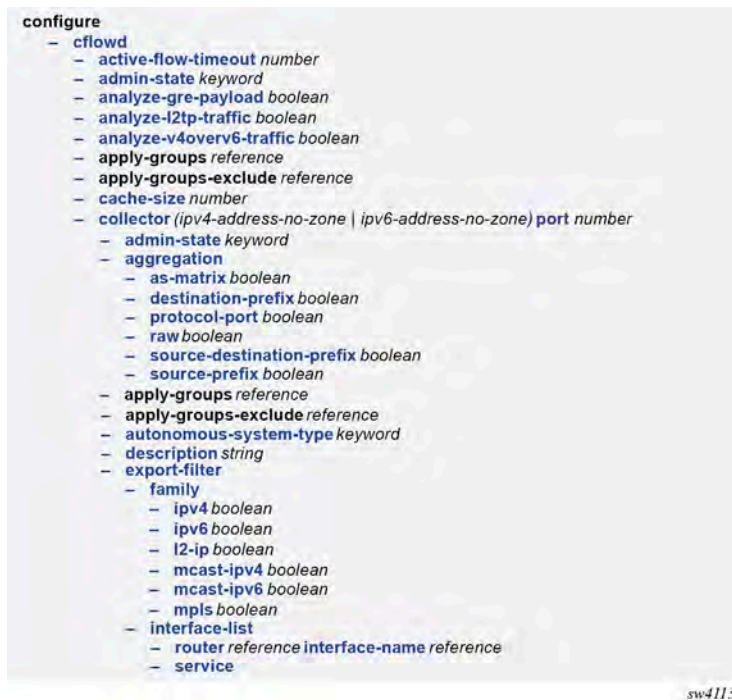 configure
– cflowd
– active-flow-timeout number
– admin-state keyword
– analyze-gre-payload boolean
– analyze-l2tp-traffic boolean
– analyze-v4overv6-traffic boolean
– apply-groups reference
– apply-groups-exclude reference
– cache-size number
– collector (ipv4-address-no-zone | ipv6-address-no-zone) port number
– admin-state keyword
– aggregation
– as-matrix boolean
– destination-prefix boolean
– protocol-port boolean
– raw boolean
– source-destination-prefix boolean
– source-prefix boolean
– apply-groups reference
– apply-groups-exclude reference
– autonomous-system-type keyword
– description string
– export-filter
– family
– ipv4 boolean
– ipv6 boolean
– l2-ip boolean
– mcast-ipv4 boolean
– mcast-ipv6 boolean
– mpls boolean
– interface-list
– router reference interface-name reference
– service
sw4113